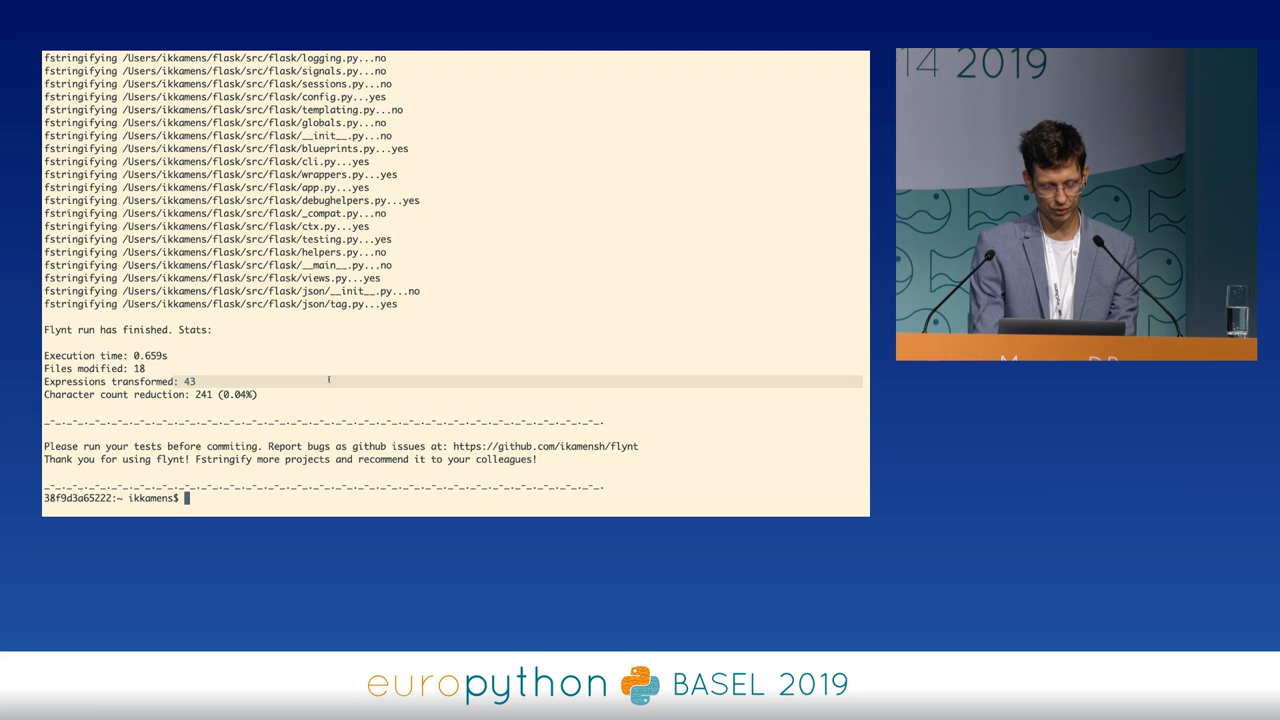 fstringifying /Users/ikkamens/flask/src/flask/logging.py...no
fstringifying /Users/ikkamens/flask/src/flask/signals.py...no
fstringifying /Users/ikkamens/flask/src/flask/sessions.py...no
fstringifying /Users/ikkamens/flask/src/flask/config.py...yes
fstringifying /Users/ikkamens/flask/src/flask/templating.py...no
fstringifying /Users/ikkamens/flask/src/flask/globals.py...no
fstringifying /Users/ikkamens/flask/src/flask/__init__.py...no
fstringifying /Users/ikkamens/flask/src/flask/blueprints.py...yes
fstringifying /Users/ikkamens/flask/src/flask/cli.py...yes
fstringifying /Users/ikkamens/flask/src/flask/wrappers.py...yes
fstringifying /Users/ikkamens/flask/src/flask/app.py...yes
fstringifying /Users/ikkamens/flask/src/flask/debughelpers.py...yes
fstringifying /Users/ikkamens/flask/src/flask/_compat.py...no
fstringifying /Users/ikkamens/flask/src/flask/ctx.py...yes
fstringifying /Users/ikkamens/flask/src/flask/testing.py...yes
fstringifying /Users/ikkamens/flask/src/flask/helpers.py...no
fstringifying /Users/ikkamens/flask/src/flask/__main__.py...no
fstringifying /Users/ikkamens/flask/src/flask/views.py...yes
fstringifying /Users/ikkamens/flask/src/flask/json/__init__.py...no
fstringifying /Users/ikkamens/flask/src/flask/json/tag.py...yes
Flynt run has finished. Stats:
Execution time: 0.659s
Files modified: 18
Expressions transformed: 43
Character count reduction: 241 (0.04%)
_-_._-_._-_._-_._-_._-_._-_._-_._-_._-_._-_._-_._-_._-_._-_._-_._-_._-_._-_._-_._-_._-_._-_._-_._-_.
Please run your tests before commiting. Report bugs as github issues at: https://github.com/ikamensh/flynt
Thank you for using flynt! Fstringify more projects and recommend it to your colleagues!
_-_._-_._-_._-_._-_._-_._-_._-_._-_._-_._-_._-_._-_._-_._-_._-_._-_._-_._-_._-_._-_._-_._-_._-_._-_.
38f9d3a65222:~ ikkamens$
14 2019
europython BASEL 2019